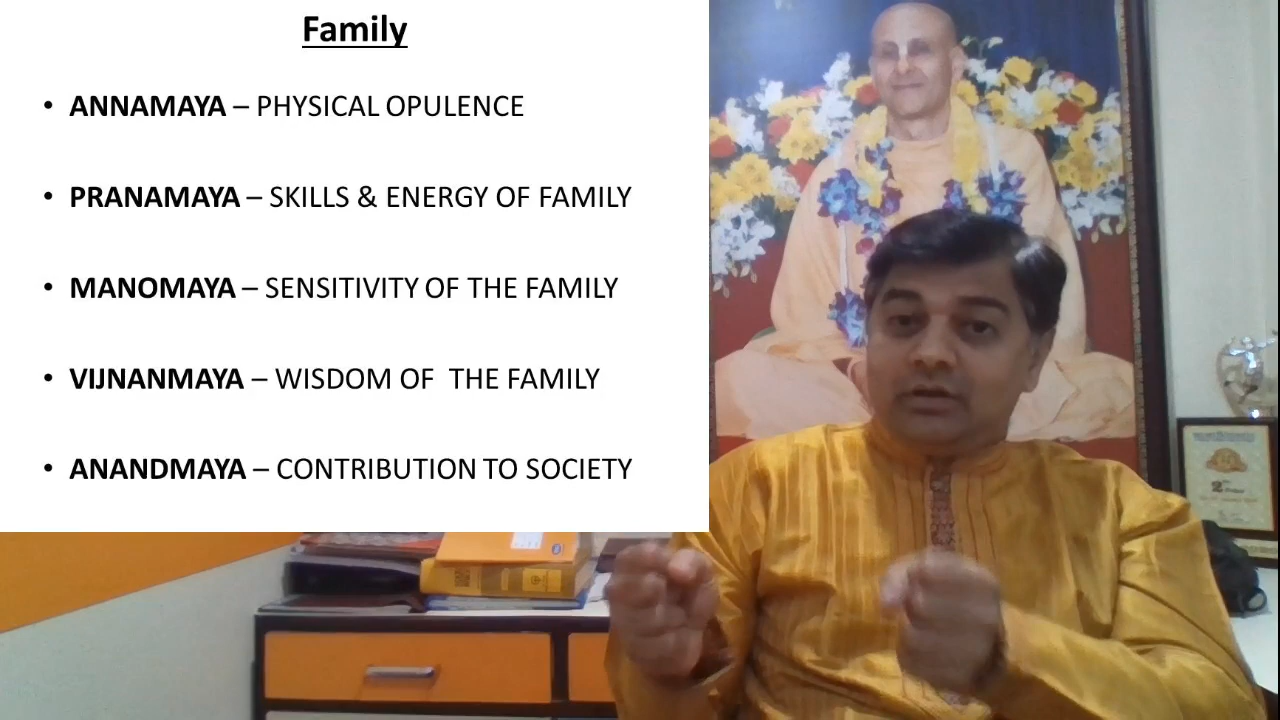 Family
• ANNAMAYA – PHYSICAL OPULENCE
• PRANAMAYA – SKILLS & ENERGY OF FAMILY
• MANOMAYA – SENSITIVITY OF THE FAMILY
• VIJNANMAYA – WISDOM OF THE FAMILY
• ANANDMAYA – CONTRIBUTION TO SOCIETY
2